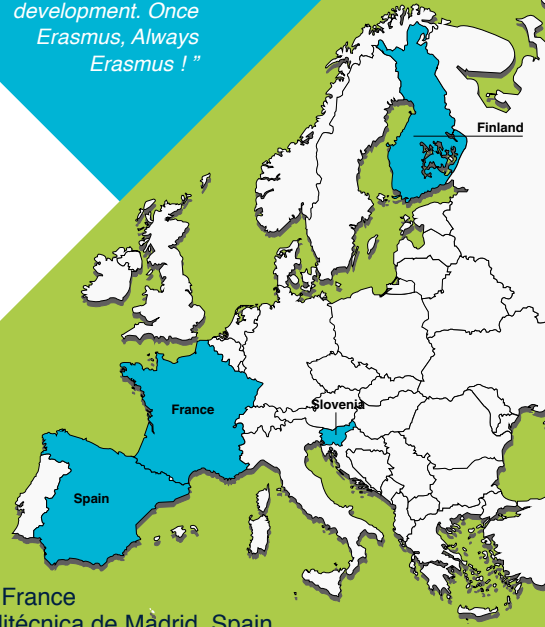 development. Once
Erasmus, Always
Erasmus ! ”
Finland
Slovenia
France
Spain
France
litécnica de Madrid, Spain